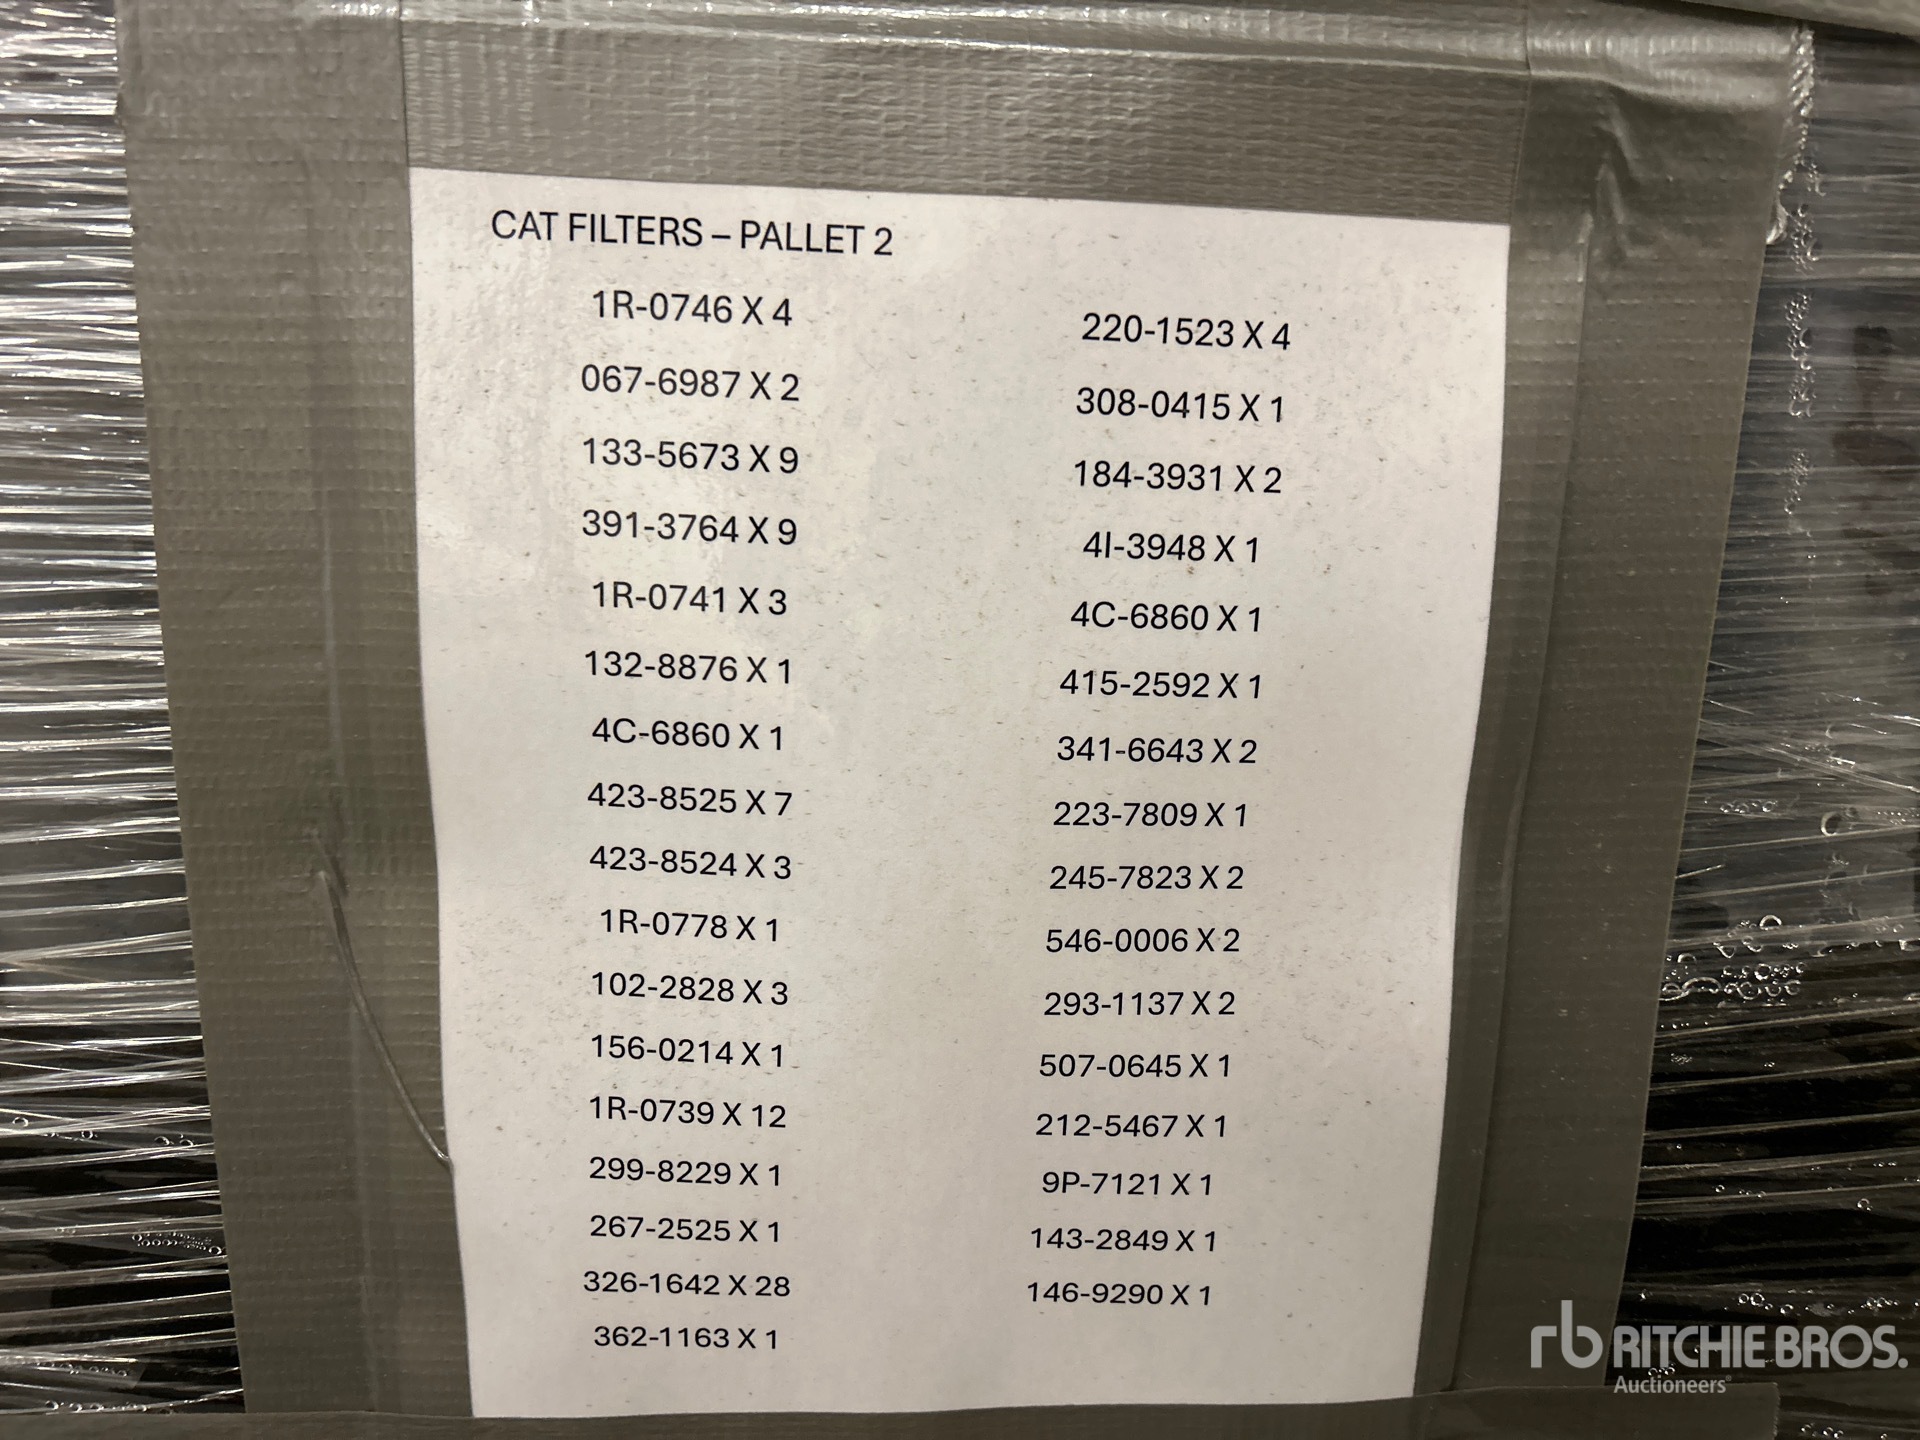 CAT FILTERS – PALLET 2
1R-0746 X 4
067-6987 X 2
133-5673 X 9
391-3764 X 9
1R-0741 X 3
132-8876 X 1
4C-6860 X 1
423-8525 X 7
423-8524 X 3
1R-0778 X 1
102-2828 X 3
156-0214 X 1
1R-0739 X 12
299-8229 X 1
267-2525 X 1
326-1642 X 28
362-1163 X 1
220-1523 X 4
308-0415 X 1
184-3931 X 2
4I-3948 X 1
4C-6860 X 1
415-2592 X 1
341-6643 X 2
223-7809 X 1
245-7823 X 2
546-0006 X 2
293-1137 X 2
507-0645 X 1
212-5467 X 1
9P-7121 X 1
143-2849 X 1
146-9290 X 1
rb RITCHIE BROS.
Auctioneers